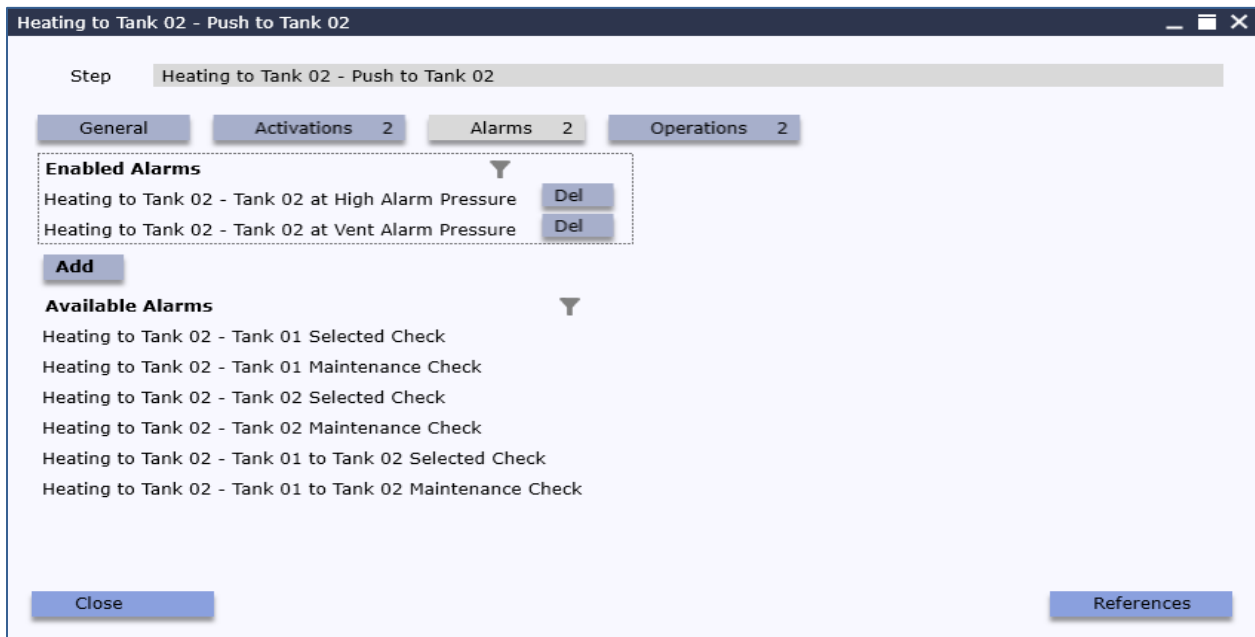 Heating to Tank 02 - Push to Tank 02
Step Heating to Tank 02 - Push to Tank 02
General Activations 2 Alarms 2 Operations 2
Enabled Alarms
Heating to Tank 02 - Tank 02 at High Alarm Pressure Del
Heating to Tank 02 - Tank 02 at Vent Alarm Pressure Del
Add
Available Alarms
Heating to Tank 02 - Tank 01 Selected Check
Heating to Tank 02 - Tank 01 Maintenance Check
Heating to Tank 02 - Tank 02 Selected Check
Heating to Tank 02 - Tank 02 Maintenance Check
Heating to Tank 02 - Tank 01 to Tank 02 Selected Check
Heating to Tank 02 - Tank 01 to Tank 02 Maintenance Check
Close References